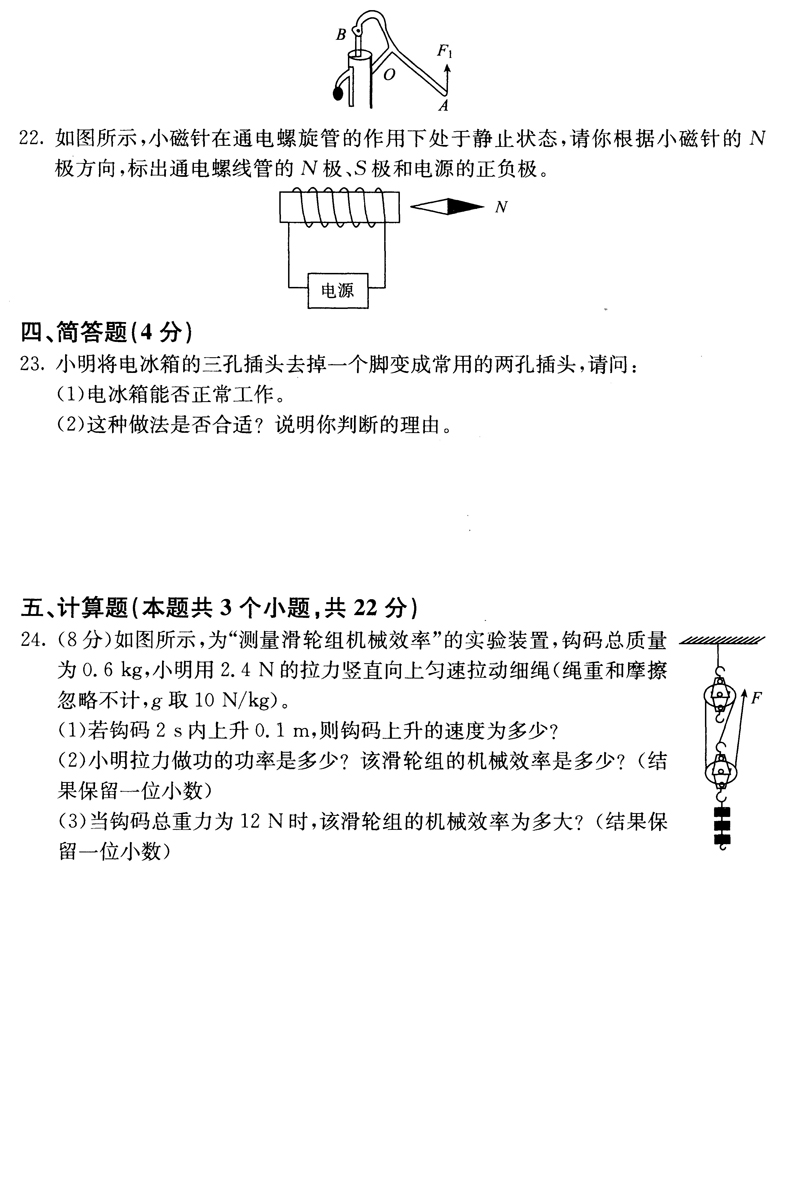 B
F₁
O
A
22. 如图所示,小磁针在通电螺旋管的作用下处于静止状态,请你根据小磁针的 N
极方向,标出通电螺线管的 N 极、S 极和电源的正负极。
N
电源
四、简答题(4 分)
23. 小明将电冰箱的三孔插头去掉一个脚变成常用的两孔插头,请问:
(1)电冰箱能否正常工作。
(2)这种做法是否合适? 说明你判断的理由。
五、计算题(本题共 3 个小题,共 22 分)
24. (8 分)如图所示,为“测量滑轮组机械效率”的实验装置,钩码总质量
为 0.6 kg,小明用 2.4 N 的拉力竖直向上匀速拉动细绳(绳重和摩擦
忽略不计,g 取 10 N/kg)。
F
(1)若钩码 2 s 内上升 0.1 m,则钩码上升的速度为多少?
(2)小明拉力做功的功率是多少? 该滑轮组的机械效率是多少? (结
果保留一位小数)
(3)当钩码总重力为 12 N 时,该滑轮组的机械效率为多大? (结果保
留一位小数)